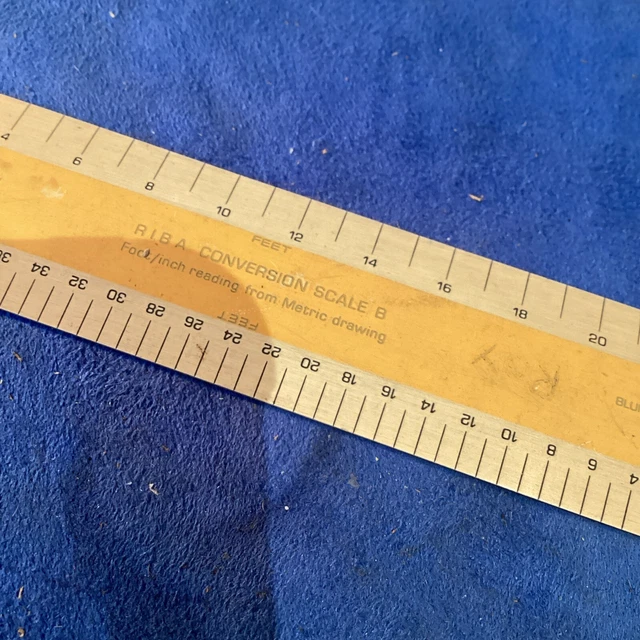 4 6 8 10 12 14 16 18 20
FEET
RIBA CONVERSION SCALE B
Foot/inch reading from Metric drawing
FEET
34 32 30 28 26 24 22 20 18 16 14 12 10 8 6 4